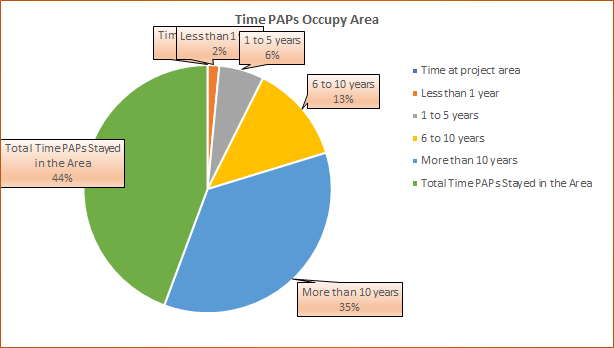 Time PAPs Occupy Area
Tim
Less than 1
2%
1 to 5 years
6%
6 to 10 years
13%
Total Time PAPs Stayed
in the Area
44%
More than 10 years
35%
Time at project area
Less than 1 year
1 to 5 years
6 to 10 years
More than 10 years
Total Time PAPs Stayed in the Area